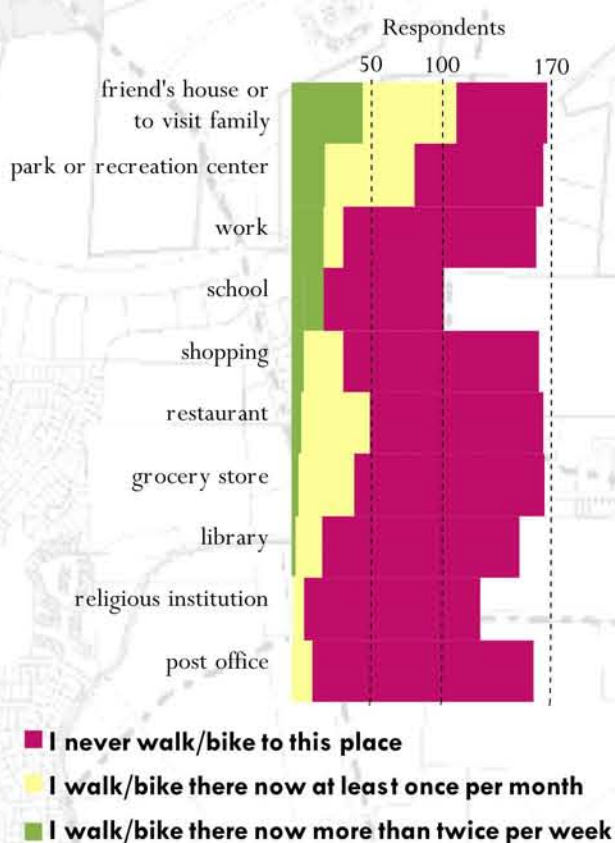 Respondents
50 100 170
friend's house or
to visit family
park or recreation center
work
school
shopping
restaurant
grocery store
library
religious institution
post office
I never walk/bike to this place
I walk/bike there now at least once per month
I walk/bike there now more than twice per week